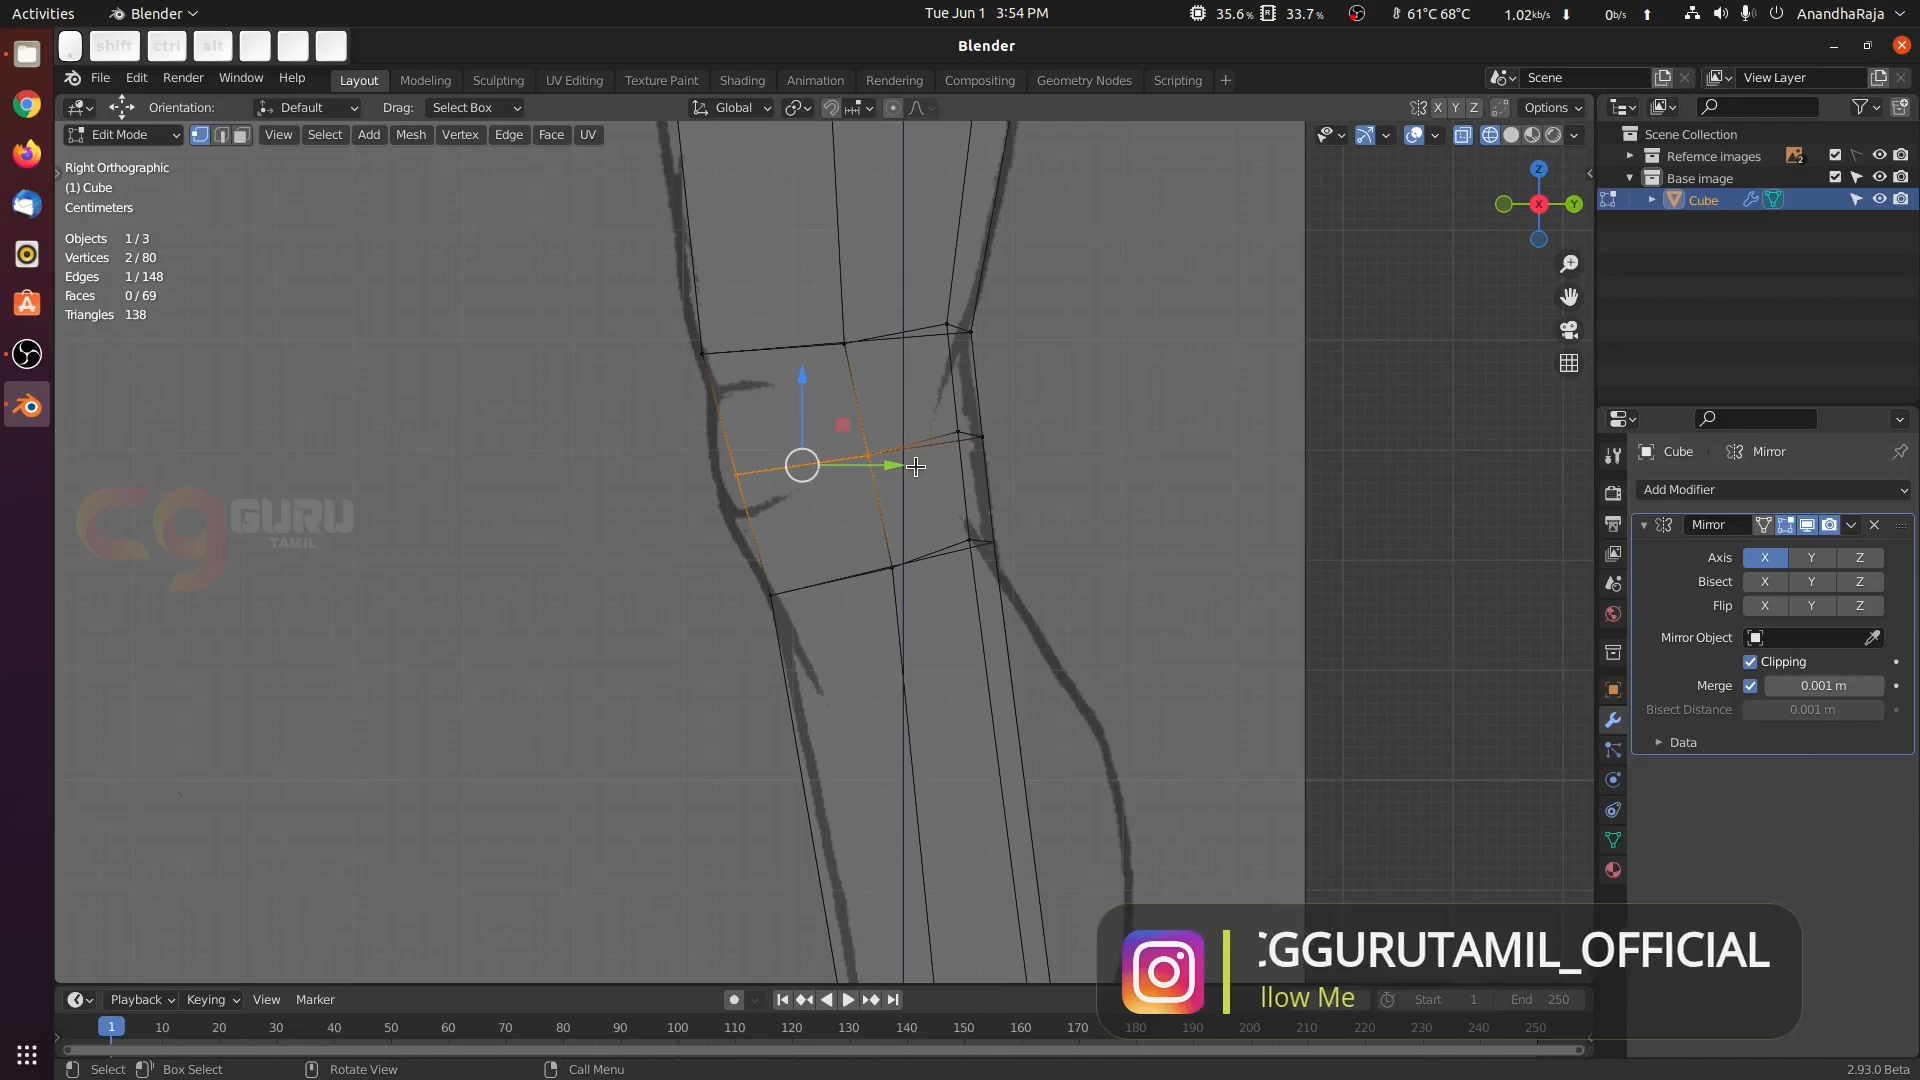 Activities Blender Tue Jun 1 3:54 PM 35.6% 33.7% 61°C 68°C 1.02kb/s 0b/s AnandhaRaja
shift ctrl alt Blender
File Edit Render Window Help Layout Modeling Sculpting UV Editing Texture Paint Shading Animation Rendering Compositing Geometry Nodes Scripting + Scene View Layer
Orientation: Default Drag: Select Box Global X Y Z Options
Edit Mode View Select Add Mesh Vertex Edge Face UV
Scene Collection
Refernce images 2
Base image
Cube
Right Orthographic
(1) Cube
Centimeters
Objects 1 / 3
Vertices 2 / 80
Edges 1 / 148
Faces 0 / 69
Triangles 138
Z
X
Y
Cube Mirror
Add Modifier
Mirror
Axis X Y Z
Bisect X Y Z
Flip X Y Z
Mirror Object
Clipping
Merge 0.001 m
Bisect Distance 0.001 m
Data
CG GURU
TAMIL
CGGURUTAMIL_OFFICIAL
llow Me
Playback Keying View Marker Start 1 End 250
1 10 20 30 40 50 60 70 80 90 100 110 120 130 140 150 160 170 180 190 200 210 220 230 240 250
Select Box Select Rotate View Call Menu 2.93.0 Beta